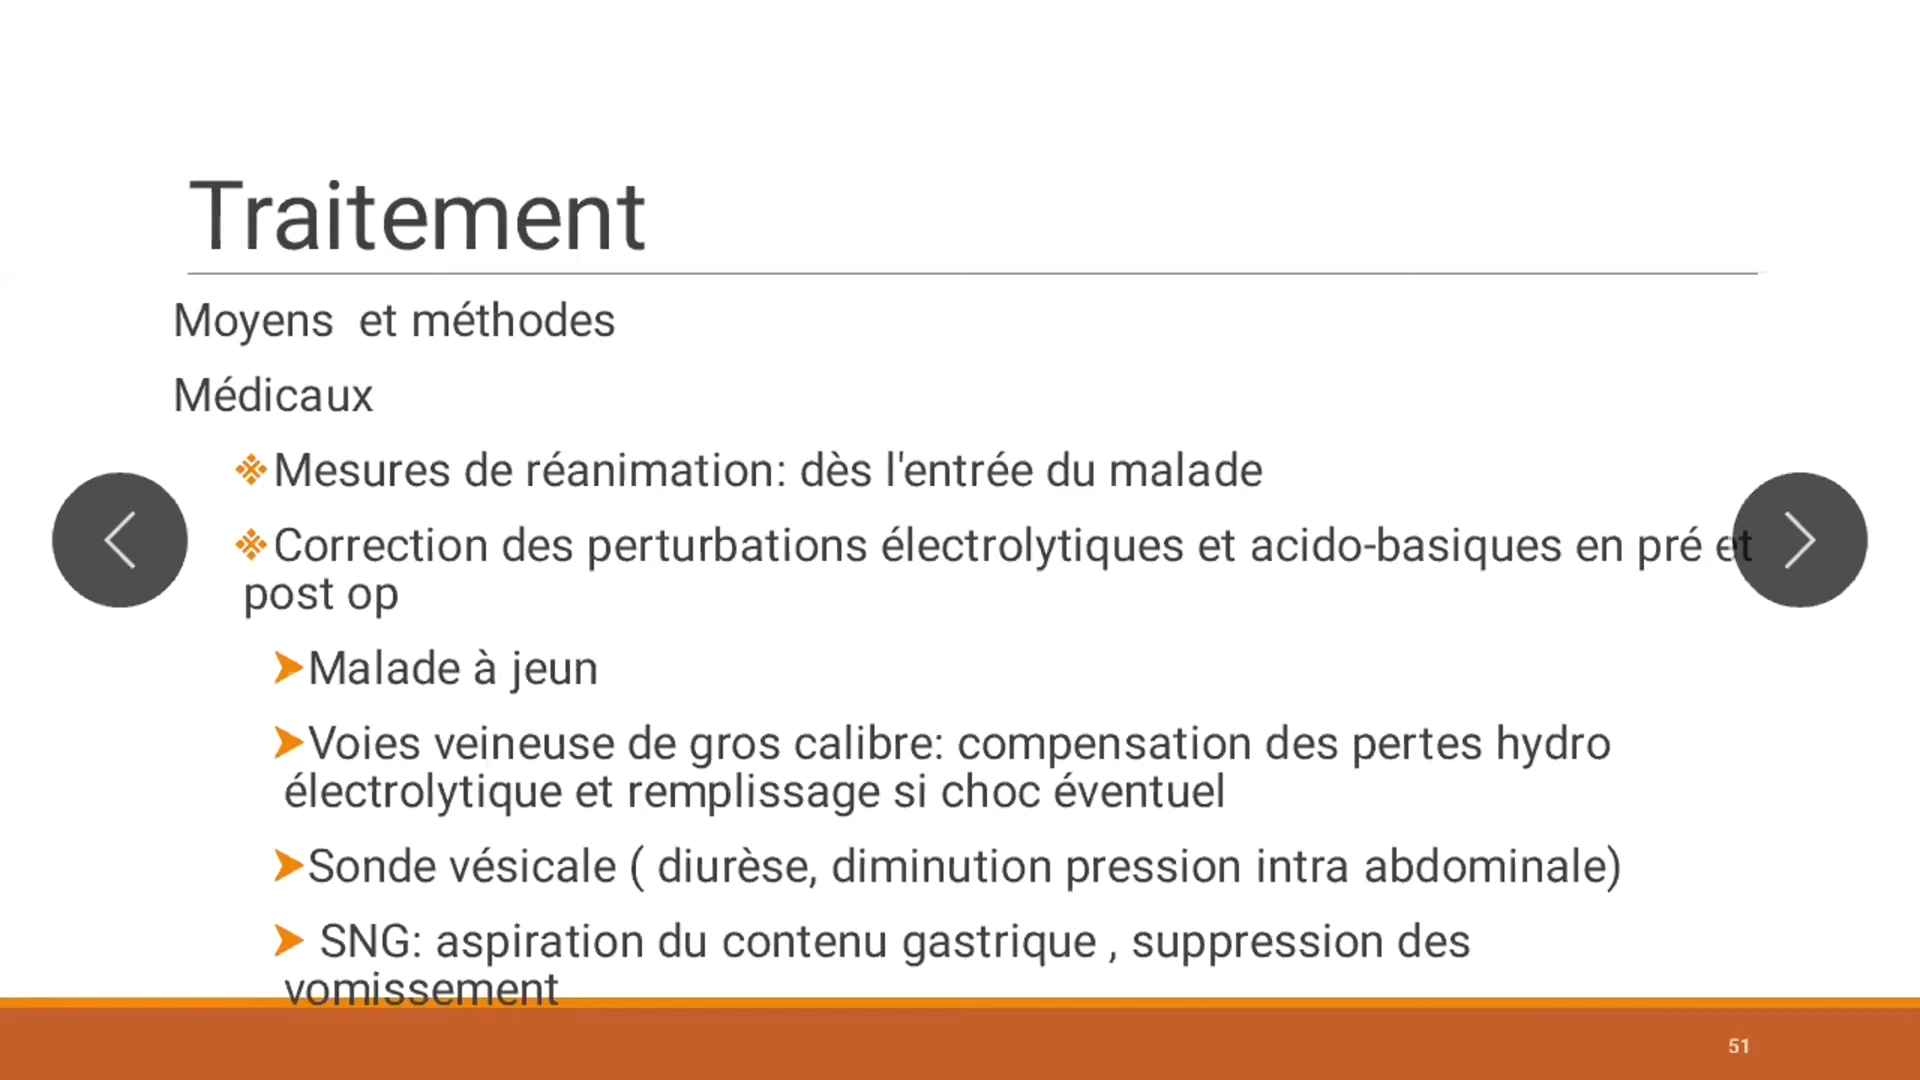 Traitement
Moyens et méthodes
Médicaux
❖Mesures de réanimation: dès l'entrée du malade
❖Correction des perturbations électrolytiques et acido-basiques en pré et
post op
➤Malade à jeun
➤Voies veineuse de gros calibre: compensation des pertes hydro
électrolytique et remplissage si choc éventuel
➤Sonde vésicale ( diurèse, diminution pression intra abdominale)
➤ SNG: aspiration du contenu gastrique , suppression des
vomissement
51